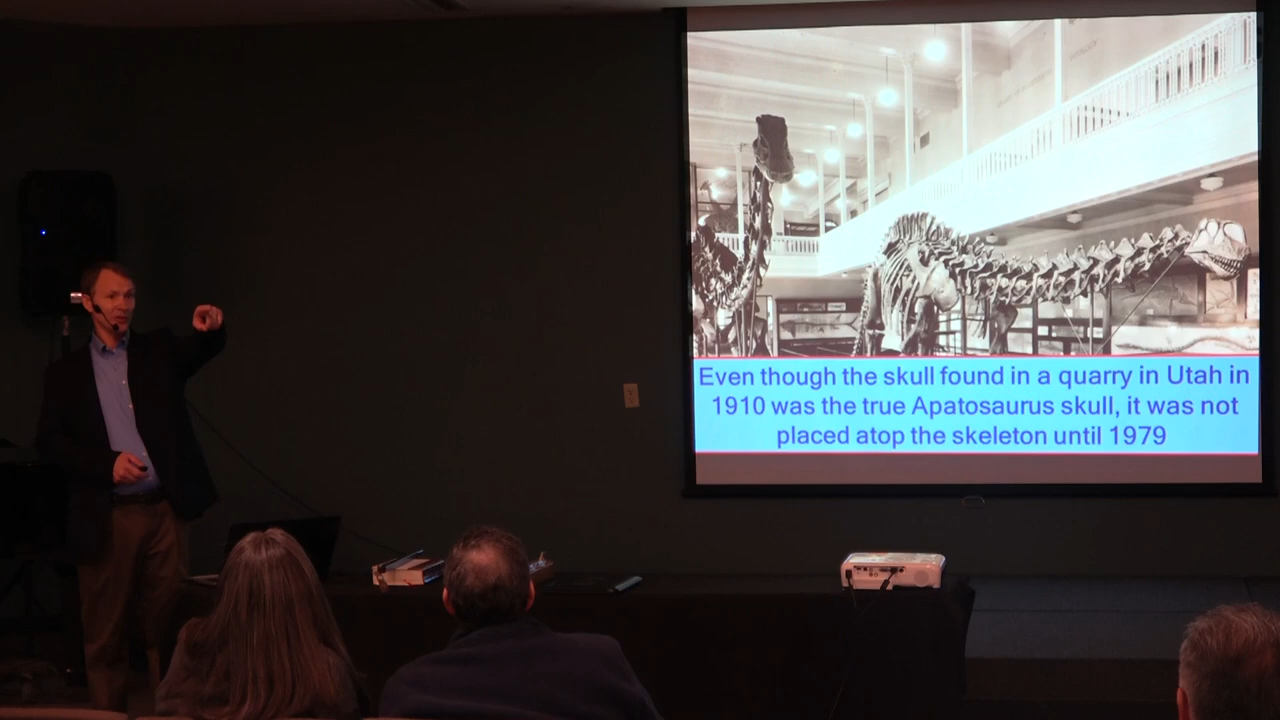 Even though the skull found in a quarry in Utah in
1910 was the true Apatosaurus skull, it was not
placed atop the skeleton until 1979